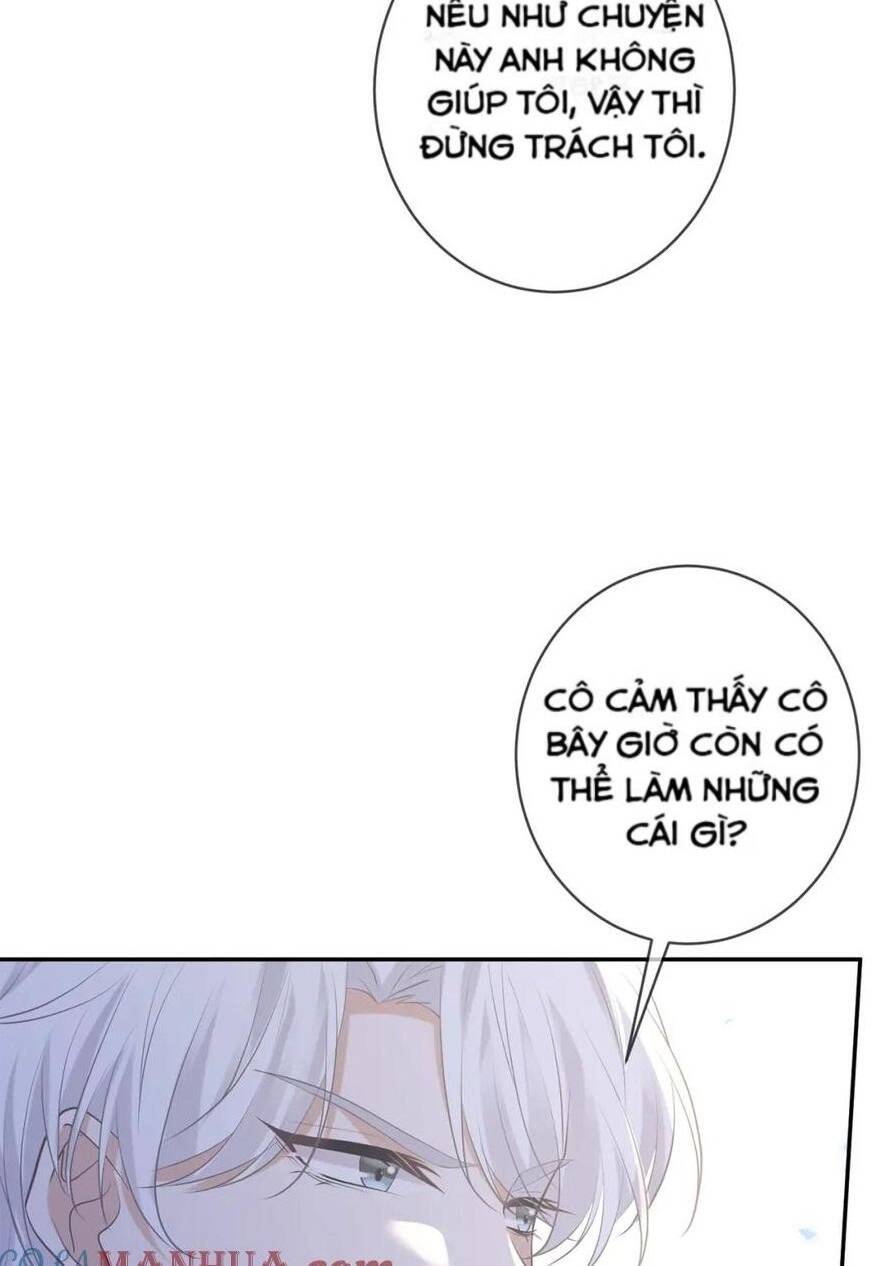 NẾU NHƯ CHUYỆN
NÀY ANH KHÔNG
GIÚP TÔI, VẬY THÌ
ĐỪNG TRÁCH TÔI.
CÔ CẢM THẤY CÔ
BÂY GIỜ CÒN CÓ
THỂ LÀM NHỮNG
CÁI GÌ?
COCOMANHUA.com